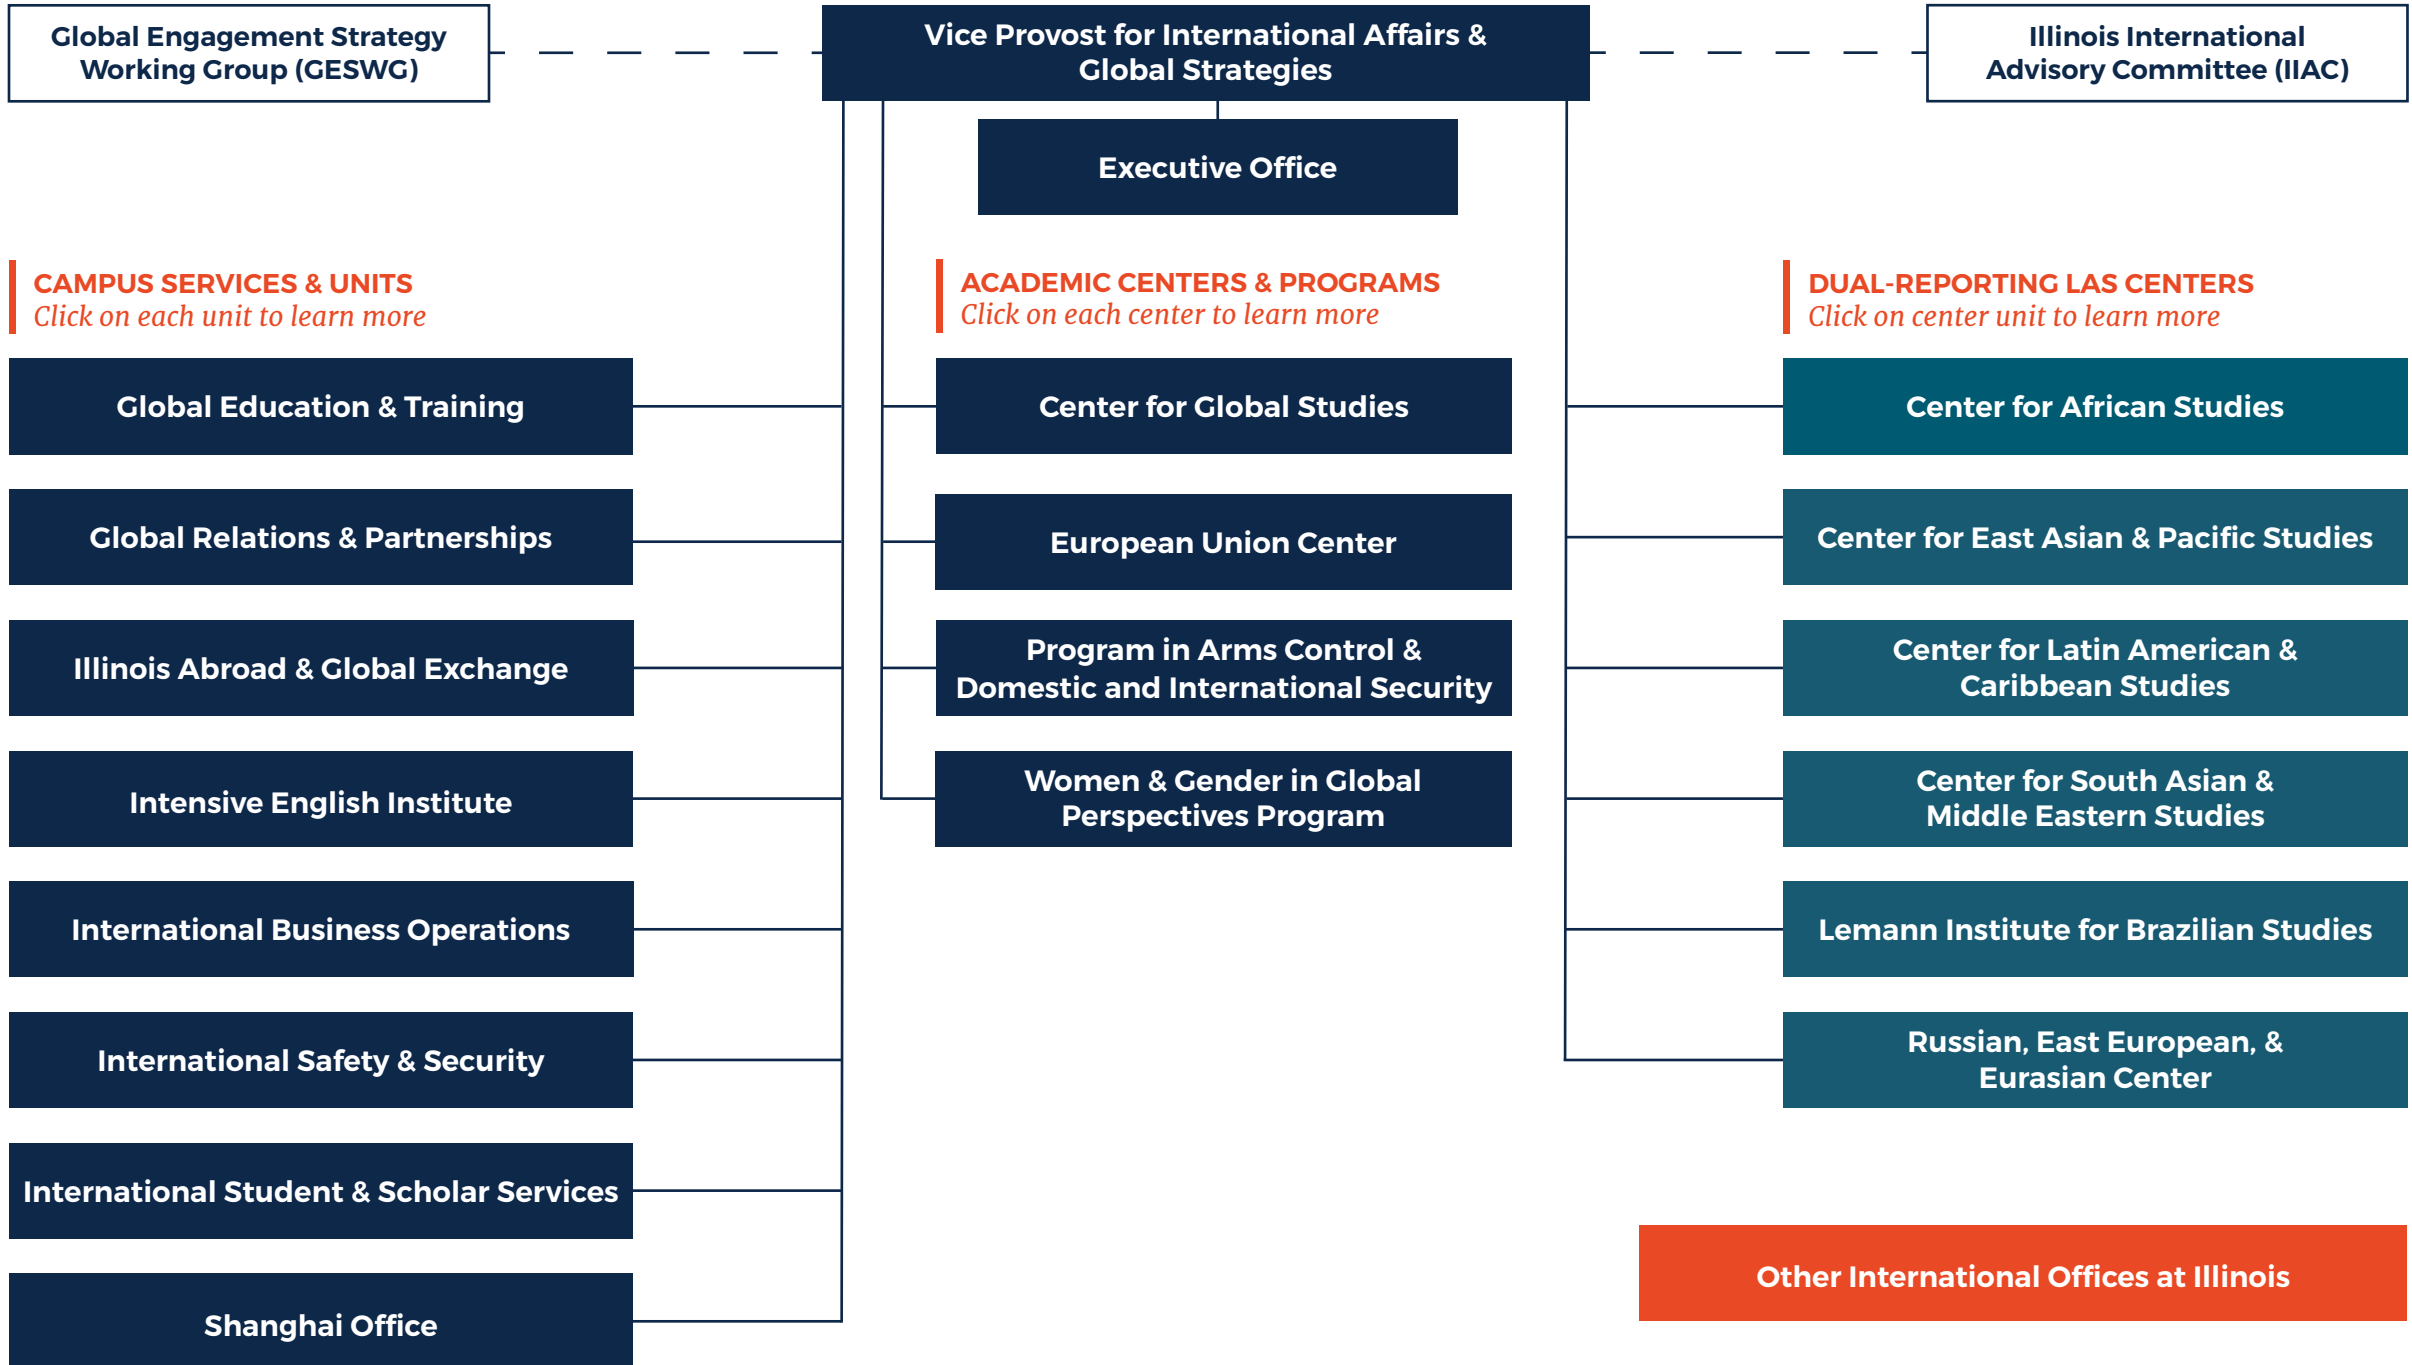 Global Engagement Strategy
Working Group (GESWG)
Vice Provost for International Affairs &
Global Strategies
Illinois International
Advisory Committee (IIAC)
Executive Office
CAMPUS SERVICES & UNITS
Click on each unit to learn more
Global Education & Training
Global Relations & Partnerships
Illinois Abroad & Global Exchange
Intensive English Institute
International Business Operations
International Safety & Security
International Student & Scholar Services
Shanghai Office
ACADEMIC CENTERS & PROGRAMS
Click on each center to learn more
Center for Global Studies
European Union Center
Program in Arms Control &
Domestic and International Security
Women & Gender in Global
Perspectives Program
DUAL-REPORTING LAS CENTERS
Click on center unit to learn more
Center for African Studies
Center for East Asian & Pacific Studies
Center for Latin American &
Caribbean Studies
Center for South Asian &
Middle Eastern Studies
Lemann Institute for Brazilian Studies
Russian, East European, &
Eurasian Center
Other International Offices at Illinois